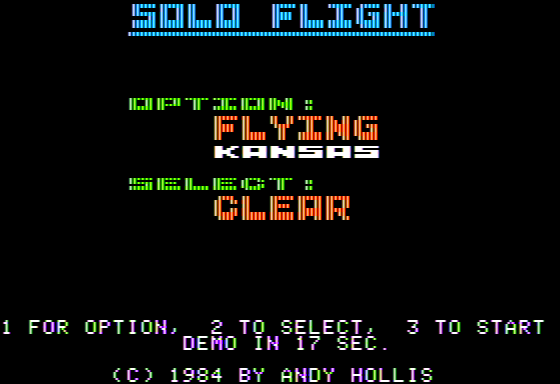 SOLO FLIGHT
OPTION:
FLYING
KANSAS
SELECT:
CLEAR
1 FOR OPTION,  2 TO SELECT,  3 TO START
DEMO IN 17 SEC.
(C) 1984 BY ANDY HOLLIS